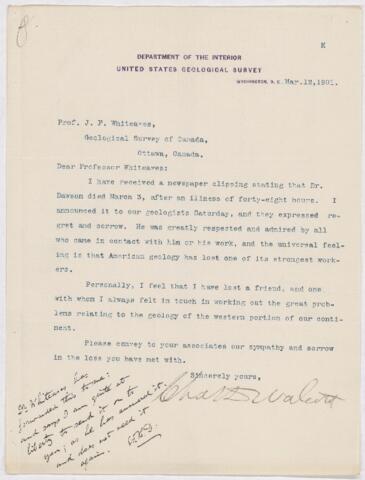 K
DEPARTMENT OF THE INTERIOR
UNITED STATES GEOLOGICAL SURVEY
WASHINGTON, D. C. Mar.12,1901.
Prof. J. F. Whiteaves,
Geological Survey of Canada,
Ottawa, Canada.
Dear Professor Whiteaves:
I have received a newspaper clipping stating that Dr.
Dawson died March 3, after an illness of forty-eight hours. I
announced it to our geologists Saturday, and they expressed re-
gret and sorrow. He was greatly respected and admired by all
who came in contact with him or his work, and the universal feel-
ing is that American geology has lost one of its strongest work-
ers.
Personally, I feel that I have lost a friend, and one
with whom I always felt in touch in working out the great prob-
lems relating to the geology of the western portion of our conti-
nent.
Please convey to your associates our sympathy and sorrow
in the loss you have met with.
Sincerely yours,
Chas D Walcott
Dr. Whiteaves has
forwarded this to me
and says I am quite at
liberty to send it on to
you; as he has answered it
and does not need it
again.